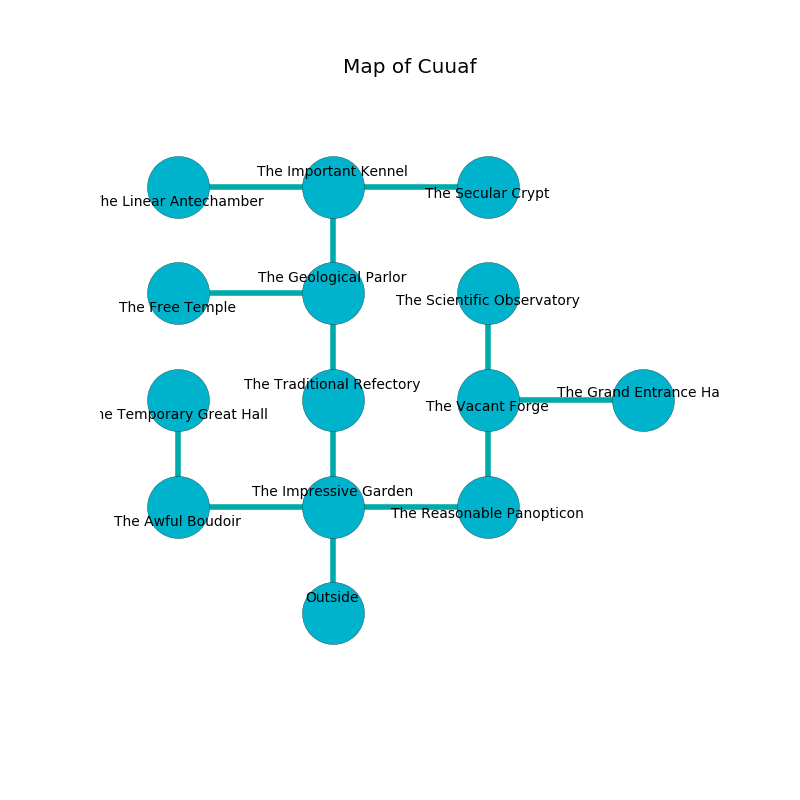 Map of Cuuaf
The Important Kennel
he Linear Antechamber
The Secular Crypt
The Geological Parlor
The Free Temple
The Scientific Observatory
The Traditional Refectory
The Grand Entrance Ha
ne Temporary Great Hall
The Vacant Forge
The Impressive Garden
The Awful Boudoir
The Reasonable Panopticon
Outside